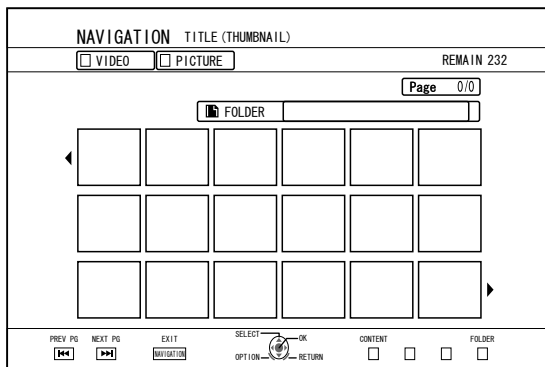 NAVIGATION TITLE (THUMBNAIL)
VIDEO PICTURE REMAIN 232
Page 0/0
FOLDER
PREV PG NEXT PG EXIT SELECT OK CONTENT FOLDER
NAVIGATION OPTION RETURN